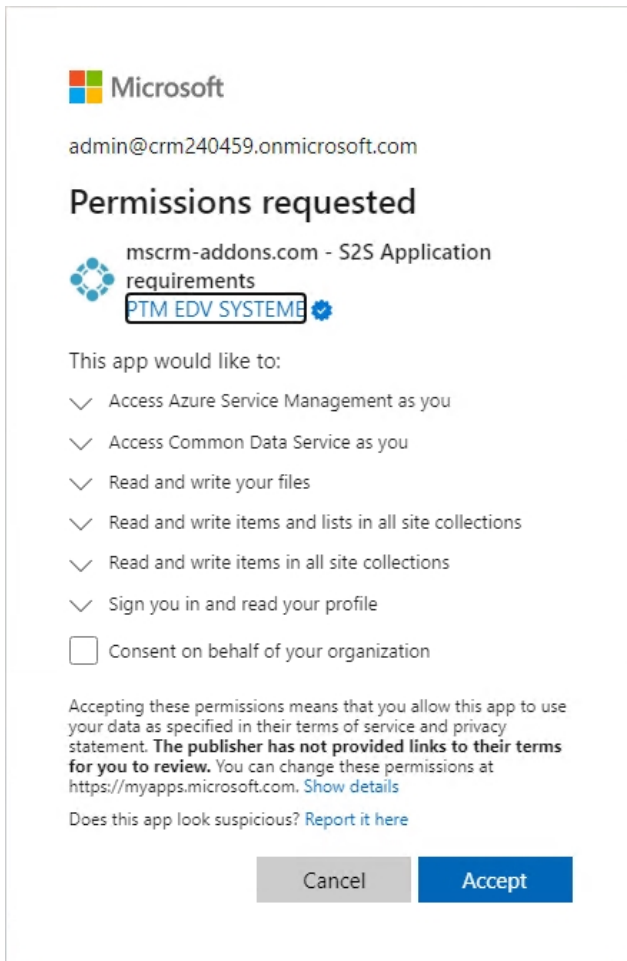 Microsoft
admin@crm240459.onmicrosoft.com
Permissions requested
mscrm-addons.com - S2S Application
requirements
PTM EDV SYSTEME
This app would like to:
Access Azure Service Management as you
Access Common Data Service as you
Read and write your files
Read and write items and lists in all site collections
Read and write items in all site collections
Sign you in and read your profile
Consent on behalf of your organization
Accepting these permissions means that you allow this app to use
your data as specified in their terms of service and privacy
statement. The publisher has not provided links to their terms
for you to review. You can change these permissions at
https://myapps.microsoft.com. Show details
Does this app look suspicious? Report it here
Cancel
Accept